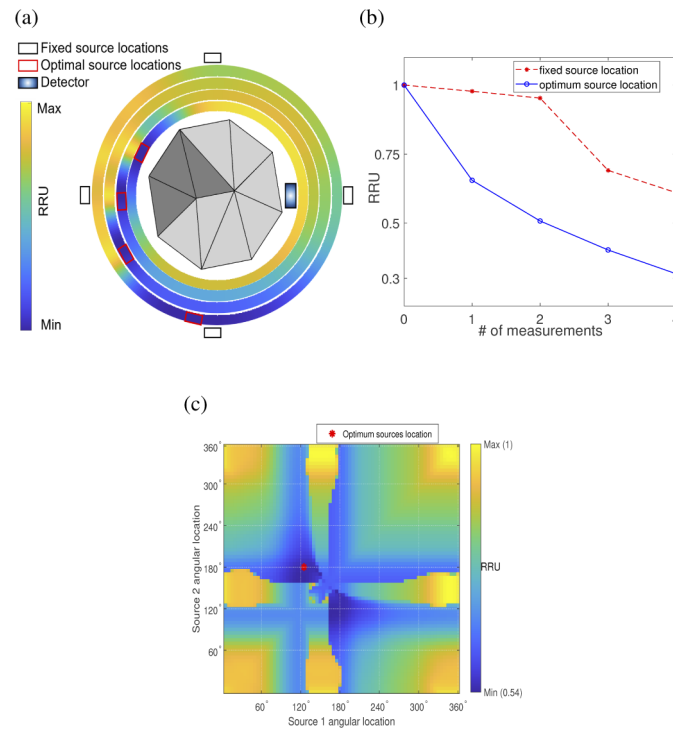 (a)
Fixed source locations
Optimal source locations
Detector
Max
RRU
Min
(b)
fixed source location
optimum source location
1
0.75
0.5
0.3
RRU
0
1
2
3
# of measurements
(c)
Optimum sources location
360°
300°
240°
180°
120°
60°
Source 2 angular location
60°
120°
180°
240°
300°
360°
Source 1 angular location
Max (1)
RRU
Min (0.54)